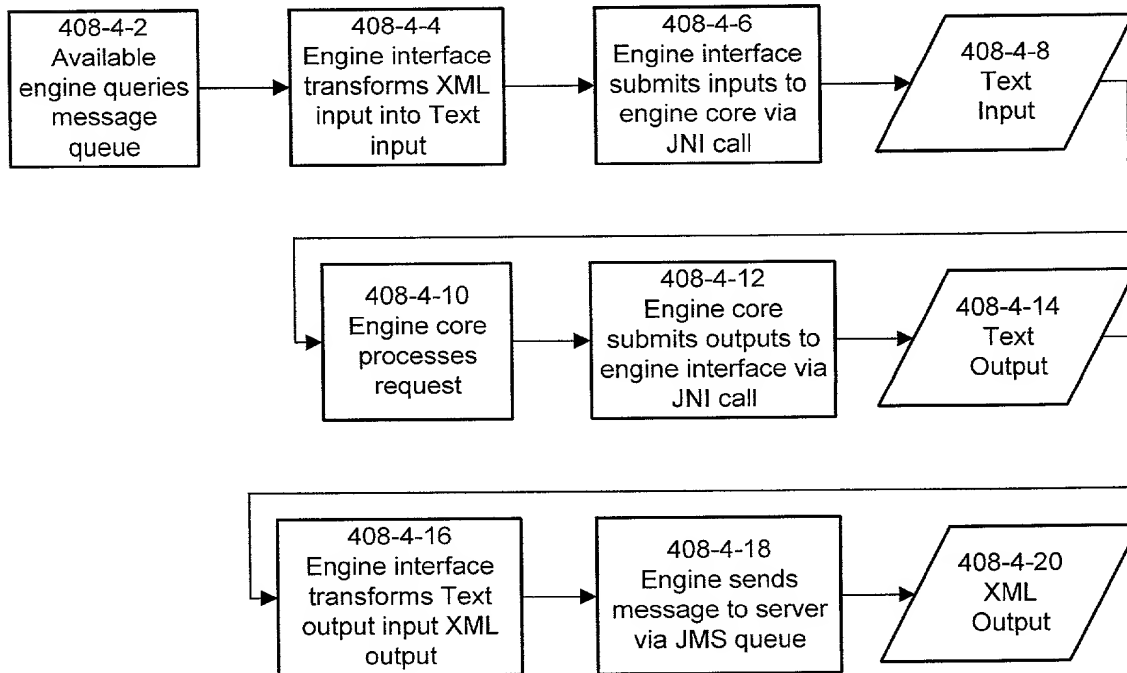 408-4-2
Available
engine queries
message
queue
408-4-4
Engine interface
transforms XML
input into Text
input
408-4-6
Engine interface
submits inputs to
engine core via
JNI call
408-4-8
Text
Input
408-4-10
Engine core
processes
request
408-4-12
Engine core
submits outputs to
engine interface via
JNI call
408-4-14
Text
Output
408-4-16
Engine interface
transforms Text
output input XML
output
408-4-18
Engine sends
message to server
via JMS queue
408-4-20
XML
Output